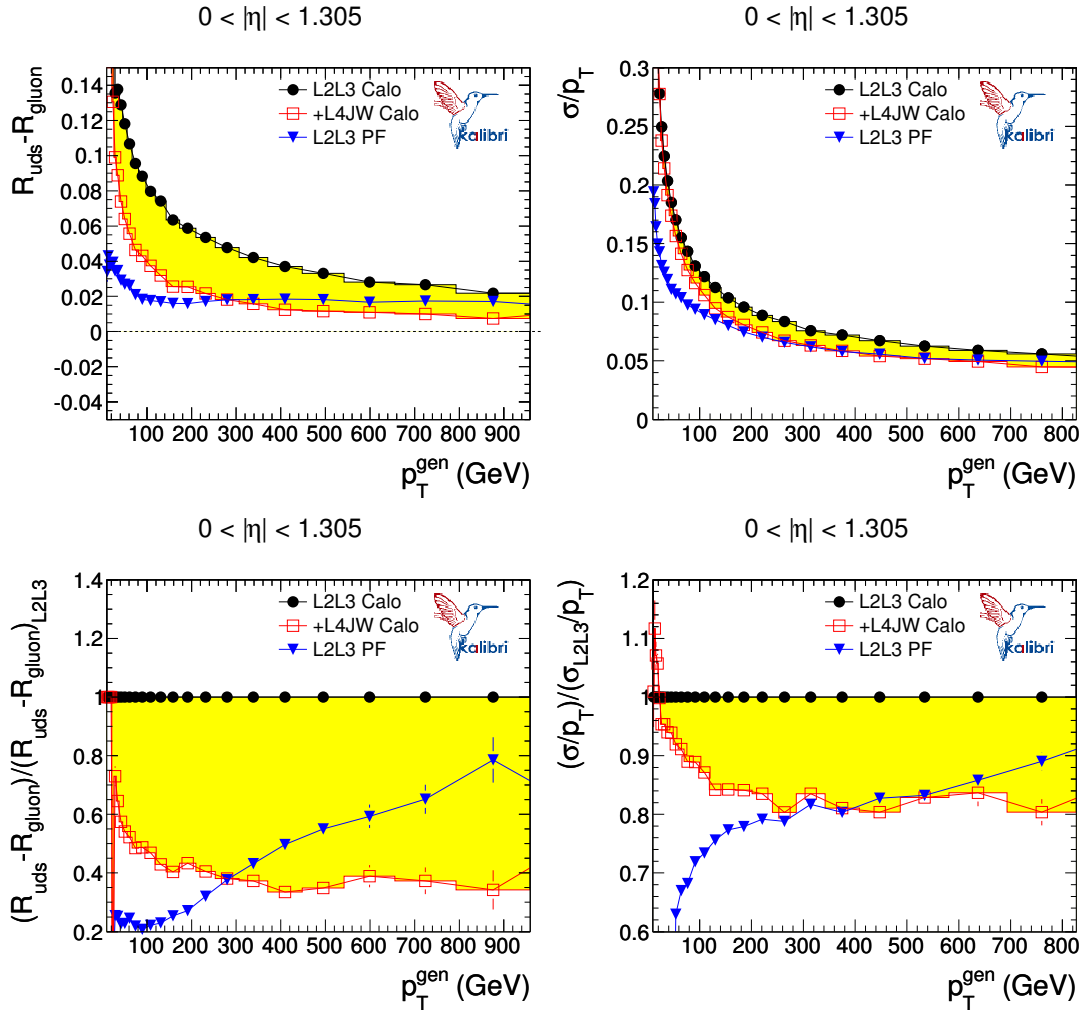 0 < |η| < 1.305
R_uds-R_gluon
0.14
0.12
0.1
0.08
0.06
0.04
0.02
0
-0.02
-0.04
L2L3 Calo
+L4JW Calo
L2L3 PF
kalibri
100 200 300 400 500 600 700 800 900
p_T^gen (GeV)
0 < |η| < 1.305
σ/p_T
0.3
0.25
0.2
0.15
0.1
0.05
0
L2L3 Calo
+L4JW Calo
L2L3 PF
kalibri
100 200 300 400 500 600 700 800
p_T^gen (GeV)
0 < |η| < 1.305
(R_uds-R_gluon)/(R_uds-R_gluon)_L2L3
1.4
1.2
1
0.8
0.6
0.4
0.2
L2L3 Calo
+L4JW Calo
L2L3 PF
kalibri
100 200 300 400 500 600 700 800 900
p_T^gen (GeV)
0 < |η| < 1.305
(σ/p_T)/(σ_L2L3/p_T)
1.2
1.1
1
0.9
0.8
0.7
0.6
L2L3 Calo
+L4JW Calo
L2L3 PF
kalibri
100 200 300 400 500 600 700 800
p_T^gen (GeV)